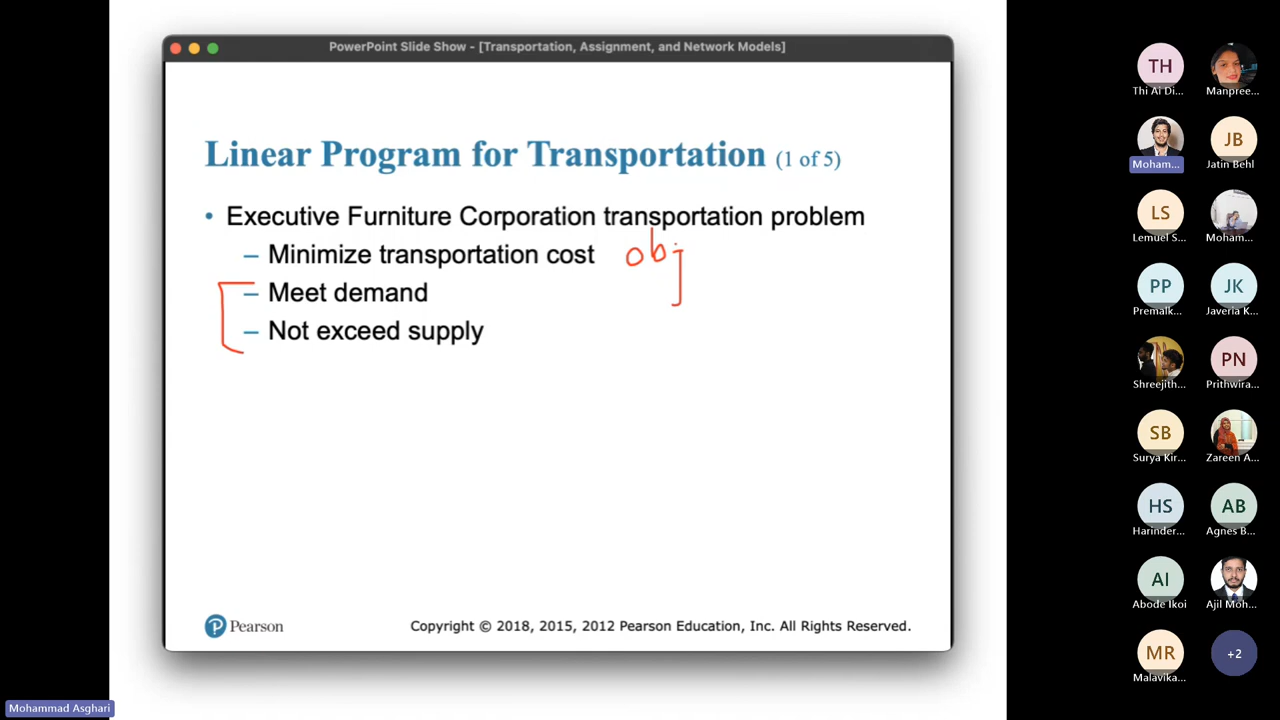 PowerPoint Slide Show - [Transportation, Assignment, and Network Models]
Linear Program for Transportation (1 of 5)
• Executive Furniture Corporation transportation problem
– Minimize transportation cost obj
– Meet demand
– Not exceed supply
Pearson
Copyright © 2018, 2015, 2012 Pearson Education, Inc. All Rights Reserved.
TH
Thi Ai Di...
Manpree...
Moham...
JB
Jatin Behl
LS
Lemuel S...
Moham...
PP
Premalk...
JK
Javeria K...
Shreejith...
PN
Prithwira...
SB
Surya Kir...
Zareen A...
HS
Harinder...
AB
Agnes B...
AI
Abode Ikoi
Ajil Moh...
MR
Malavika...
+2
Mohammad Asghari